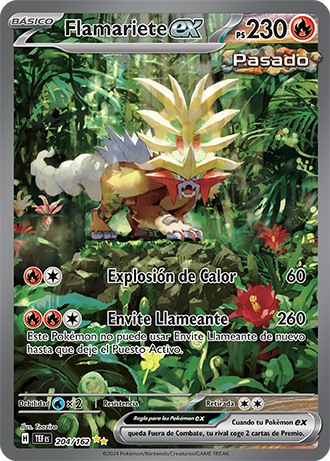 BÁSICO
Flamariete ex PS 230
Pasado
Explosión de Calor 60
Envite Llameante 260
Este Pokémon no puede usar Envite Llameante de nuevo
hasta que deje el Puesto Activo.
Debilidad ×2 Resistencia Retirada
Ilus. Teeziro
Regla para los Pokémon ex
Cuando tu Pokémon ex
queda Fuera de Combate, tu rival coge 2 cartas de Premio.
H TEF ES 204/162
©2024 Pokémon/Nintendo/Creatures/GAME FREAK